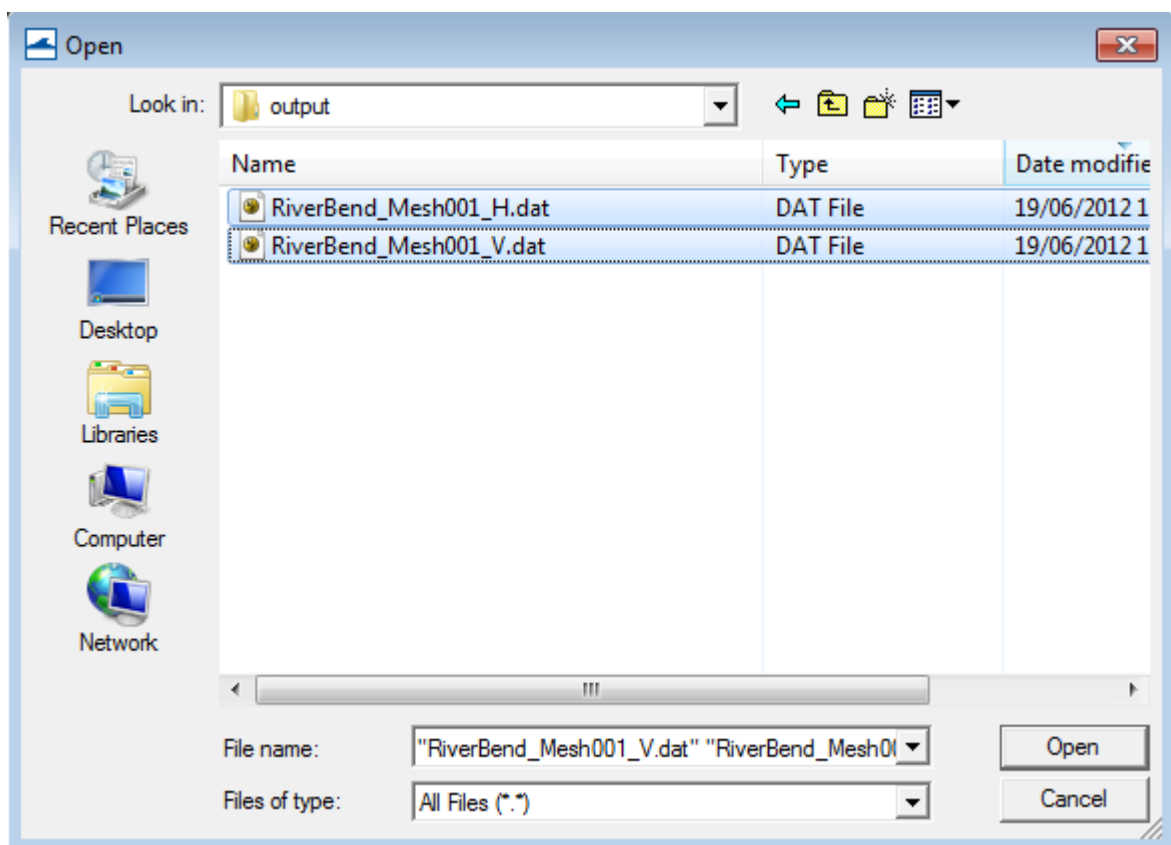 Open
Look in: output
Name Type Date modifie
RiverBend_Mesh001_H.dat DAT File 19/06/2012 1
RiverBend_Mesh001_V.dat DAT File 19/06/2012 1
Recent Places
Desktop
Libraries
Computer
Network
File name: "RiverBend_Mesh001_V.dat" "RiverBend_Mesh0( Open
Files of type: All Files (*.*) Cancel